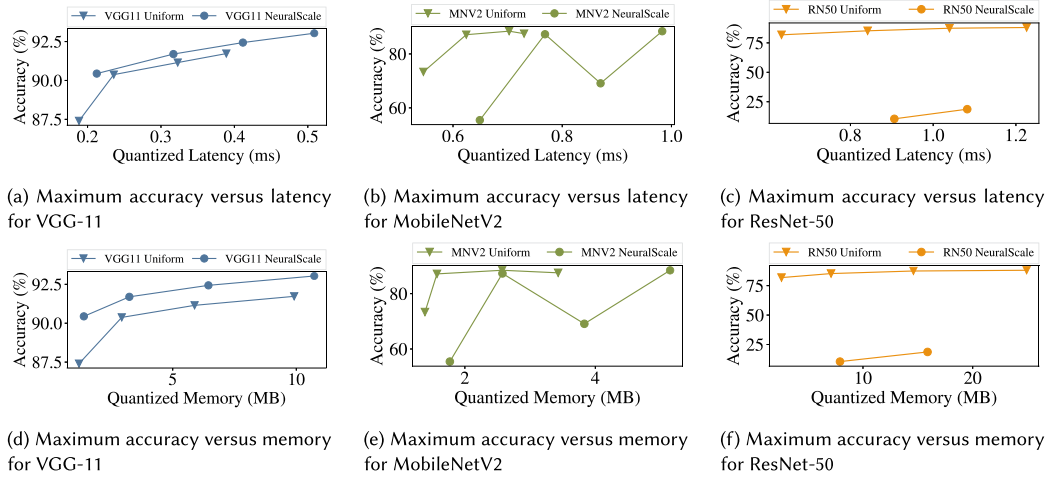 VGG11 Uniform VGG11 NeuralScale
92.5
90.0
87.5
Accuracy (%)
0.2 0.3 0.4 0.5
Quantized Latency (ms)
(a) Maximum accuracy versus latency
for VGG-11
MNV2 Uniform MNV2 NeuralScale
80
60
Accuracy (%)
0.6 0.8 1.0
Quantized Latency (ms)
(b) Maximum accuracy versus latency
for MobileNetV2
RN50 Uniform RN50 NeuralScale
75
50
25
Accuracy (%)
0.8 1.0 1.2
Quantized Latency (ms)
(c) Maximum accuracy versus latency
for ResNet-50
VGG11 Uniform VGG11 NeuralScale
92.5
90.0
87.5
Accuracy (%)
5 10
Quantized Memory (MB)
(d) Maximum accuracy versus memory
for VGG-11
MNV2 Uniform MNV2 NeuralScale
80
60
Accuracy (%)
2 4
Quantized Memory (MB)
(e) Maximum accuracy versus memory
for MobileNetV2
RN50 Uniform RN50 NeuralScale
75
50
25
Accuracy (%)
10 20
Quantized Memory (MB)
(f) Maximum accuracy versus memory
for ResNet-50